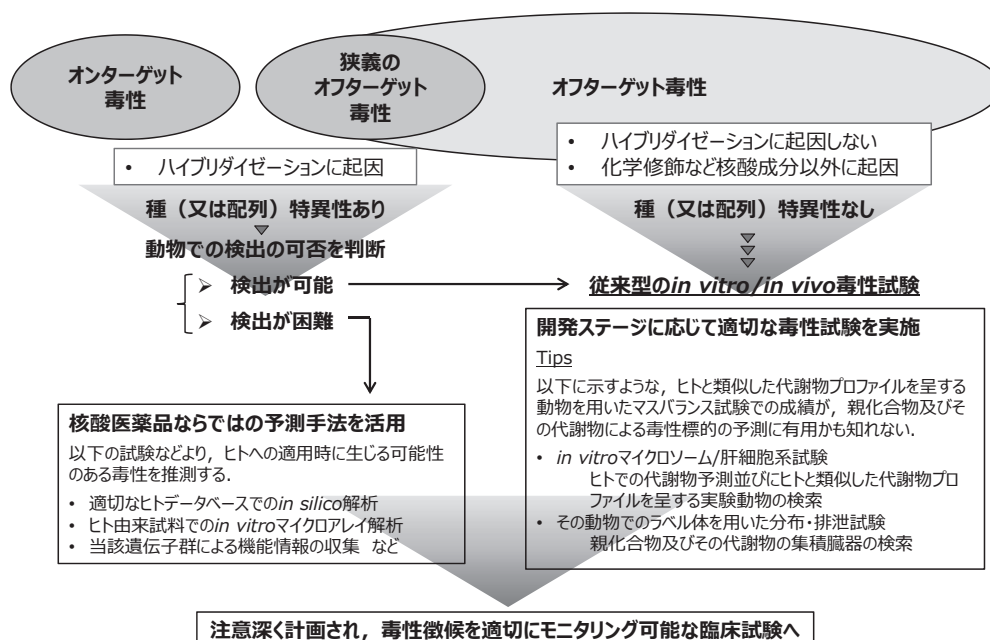 オンターゲット
毒性
狭義の
オフターゲット
毒性
オフターゲット毒性
• ハイブリダイゼーションに起因
• ハイブリダイゼーションに起因しない
• 化学修飾など核酸成分以外に起因
種（又は配列）特異性あり
動物での検出の可否を判断
➢ 検出が可能
➢ 検出が困難
種（又は配列）特異性なし
従来型のin vitro/in vivo毒性試験
核酸医薬品ならではの予測手法を活用
以下の試験などより，ヒトへの適用時に生じる可能性
のある毒性を推測する．
• 適切なヒトデータベースでのin silico解析
• ヒト由来試料でのin vitroマイクロアレイ解析
• 当該遺伝子群による機能情報の収集 など
開発ステージに応じて適切な毒性試験を実施
Tips
以下に示すような，ヒトと類似した代謝物プロファイルを呈する
動物を用いたマスバランス試験での成績が，親化合物及びそ
の代謝物による毒性標的の予測に有用かも知れない．
• in vitroマイクロソーム/肝細胞系試験
ヒトでの代謝物予測並びにヒトと類似した代謝物プロ
ファイルを呈する実験動物の検索
• その動物でのラベル体を用いた分布・排泄試験
親化合物及びその代謝物の集積臓器の検索
注意深く計画され，毒性徴候を適切にモニタリング可能な臨床試験へ